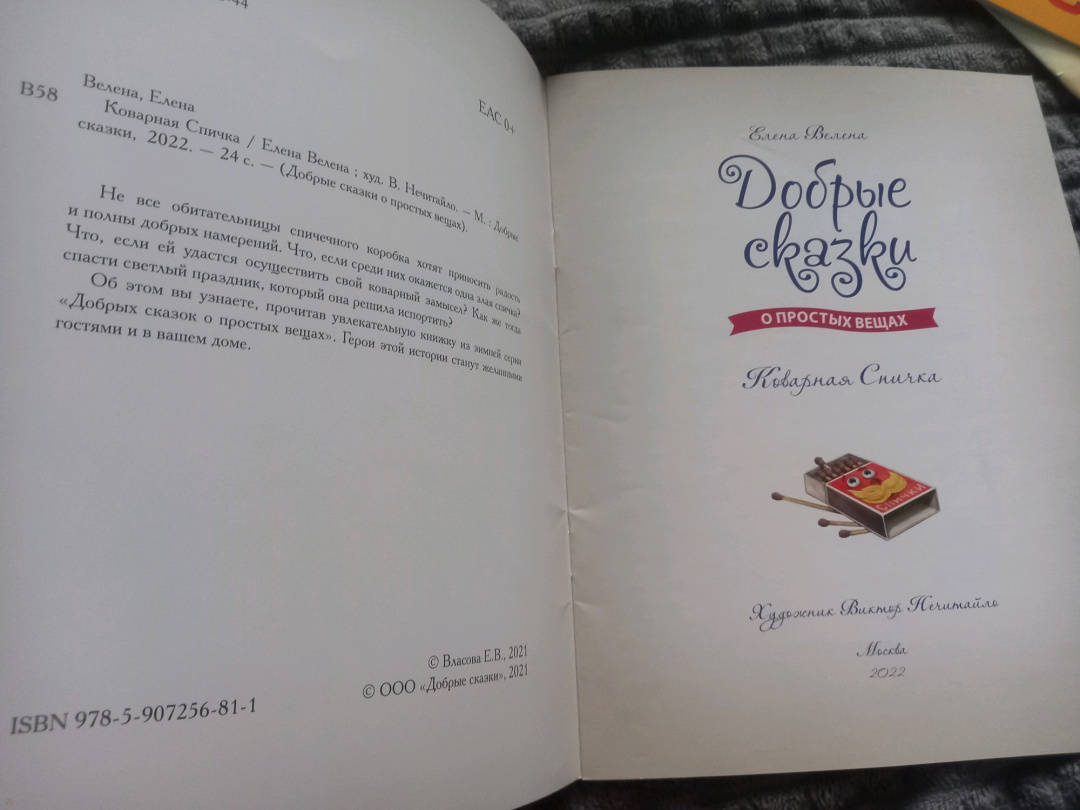 44
В58
Велена, Елена
Коварная Спичка / Елена Велена ; худ. В. Нечитайло. — М. : Добрые
сказки, 2022. — 24 с. — (Добрые сказки о простых вещах).
ЕАС 0+
Не все обитательницы спичечного коробка хотят приносить радость
и полны добрых намерений. Что, если среди них окажется одна злая спичка?
Что, если ей удастся осуществить свой коварный замысел? Как же тогда
спасти светлый праздник, который она решила испортить?
Об этом вы узнаете, прочитав увлекательную книжку из зимней серии
«Добрых сказок о простых вещах». Герои этой истории станут желанными
гостями и в вашем доме.
© Власова Е.В., 2021
© ООО «Добрые сказки», 2021
ISBN 978-5-907256-81-1
Елена Велена
Добрые
сказки
О ПРОСТЫХ ВЕЩАХ
Коварная Спичка
СПИЧКИ
Художник Виктор Нечитайло
Москва
2022